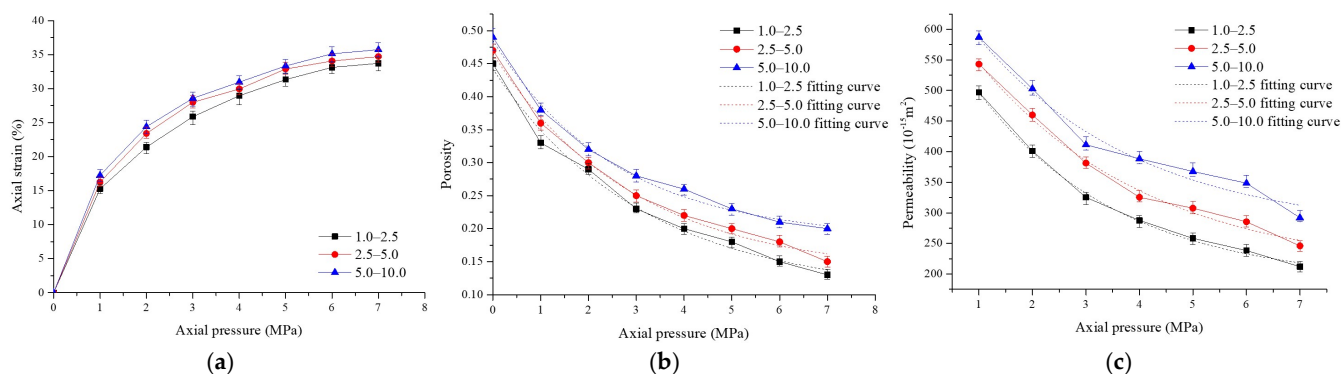 40
35
30
25
20
15
10
5
0
Axial strain (%)
1.0–2.5
2.5–5.0
5.0–10.0
0 1 2 3 4 5 6 7 8
Axial pressure (MPa)
(a)
0.50
0.45
0.40
0.35
0.30
0.25
0.20
0.15
0.10
Porosity
1.0–2.5
2.5–5.0
5.0–10.0
1.0–2.5 fitting curve
2.5–5.0 fitting curve
5.0–10.0 fitting curve
0 1 2 3 4 5 6 7 8
Axial pressure (MPa)
(b)
600
550
500
450
400
350
300
250
200
Permeability (10⁻¹⁵m²)
1.0–2.5
2.5–5.0
5.0–10.0
1.0–2.5 fitting curve
2.5–5.0 fitting curve
5.0–10.0 fitting curve
1 2 3 4 5 6 7
Axial pressure (MPa)
(c)